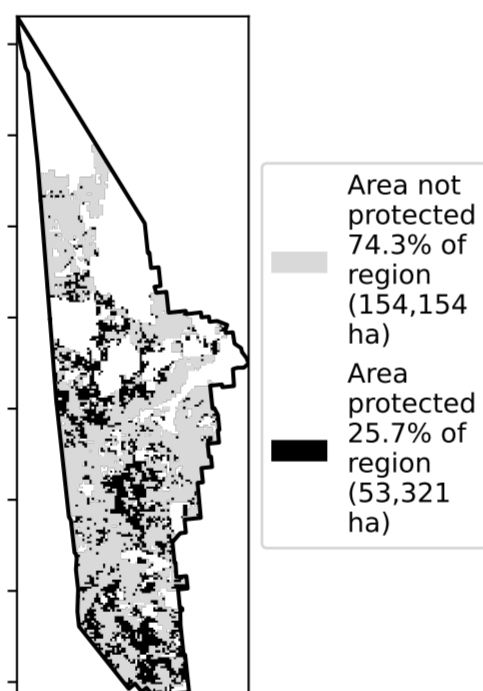 Area not
protected
74.3% of
region
(154,154
ha)
Area
protected
25.7% of
region
(53,321
ha)